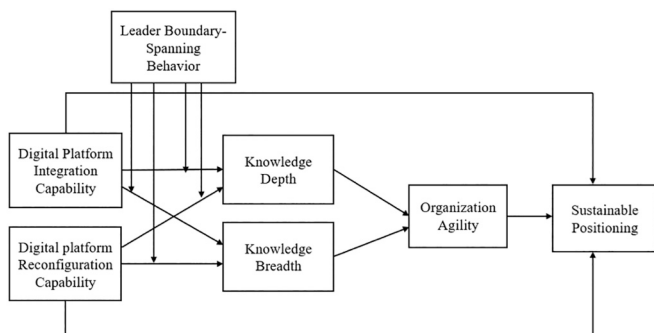 Leader Boundary-
Spanning
Behavior
Digital Platform
Integration
Capability
Knowledge
Depth
Organization
Agility
Sustainable
Positioning
Digital platform
Reconfiguration
Capability
Knowledge
Breadth